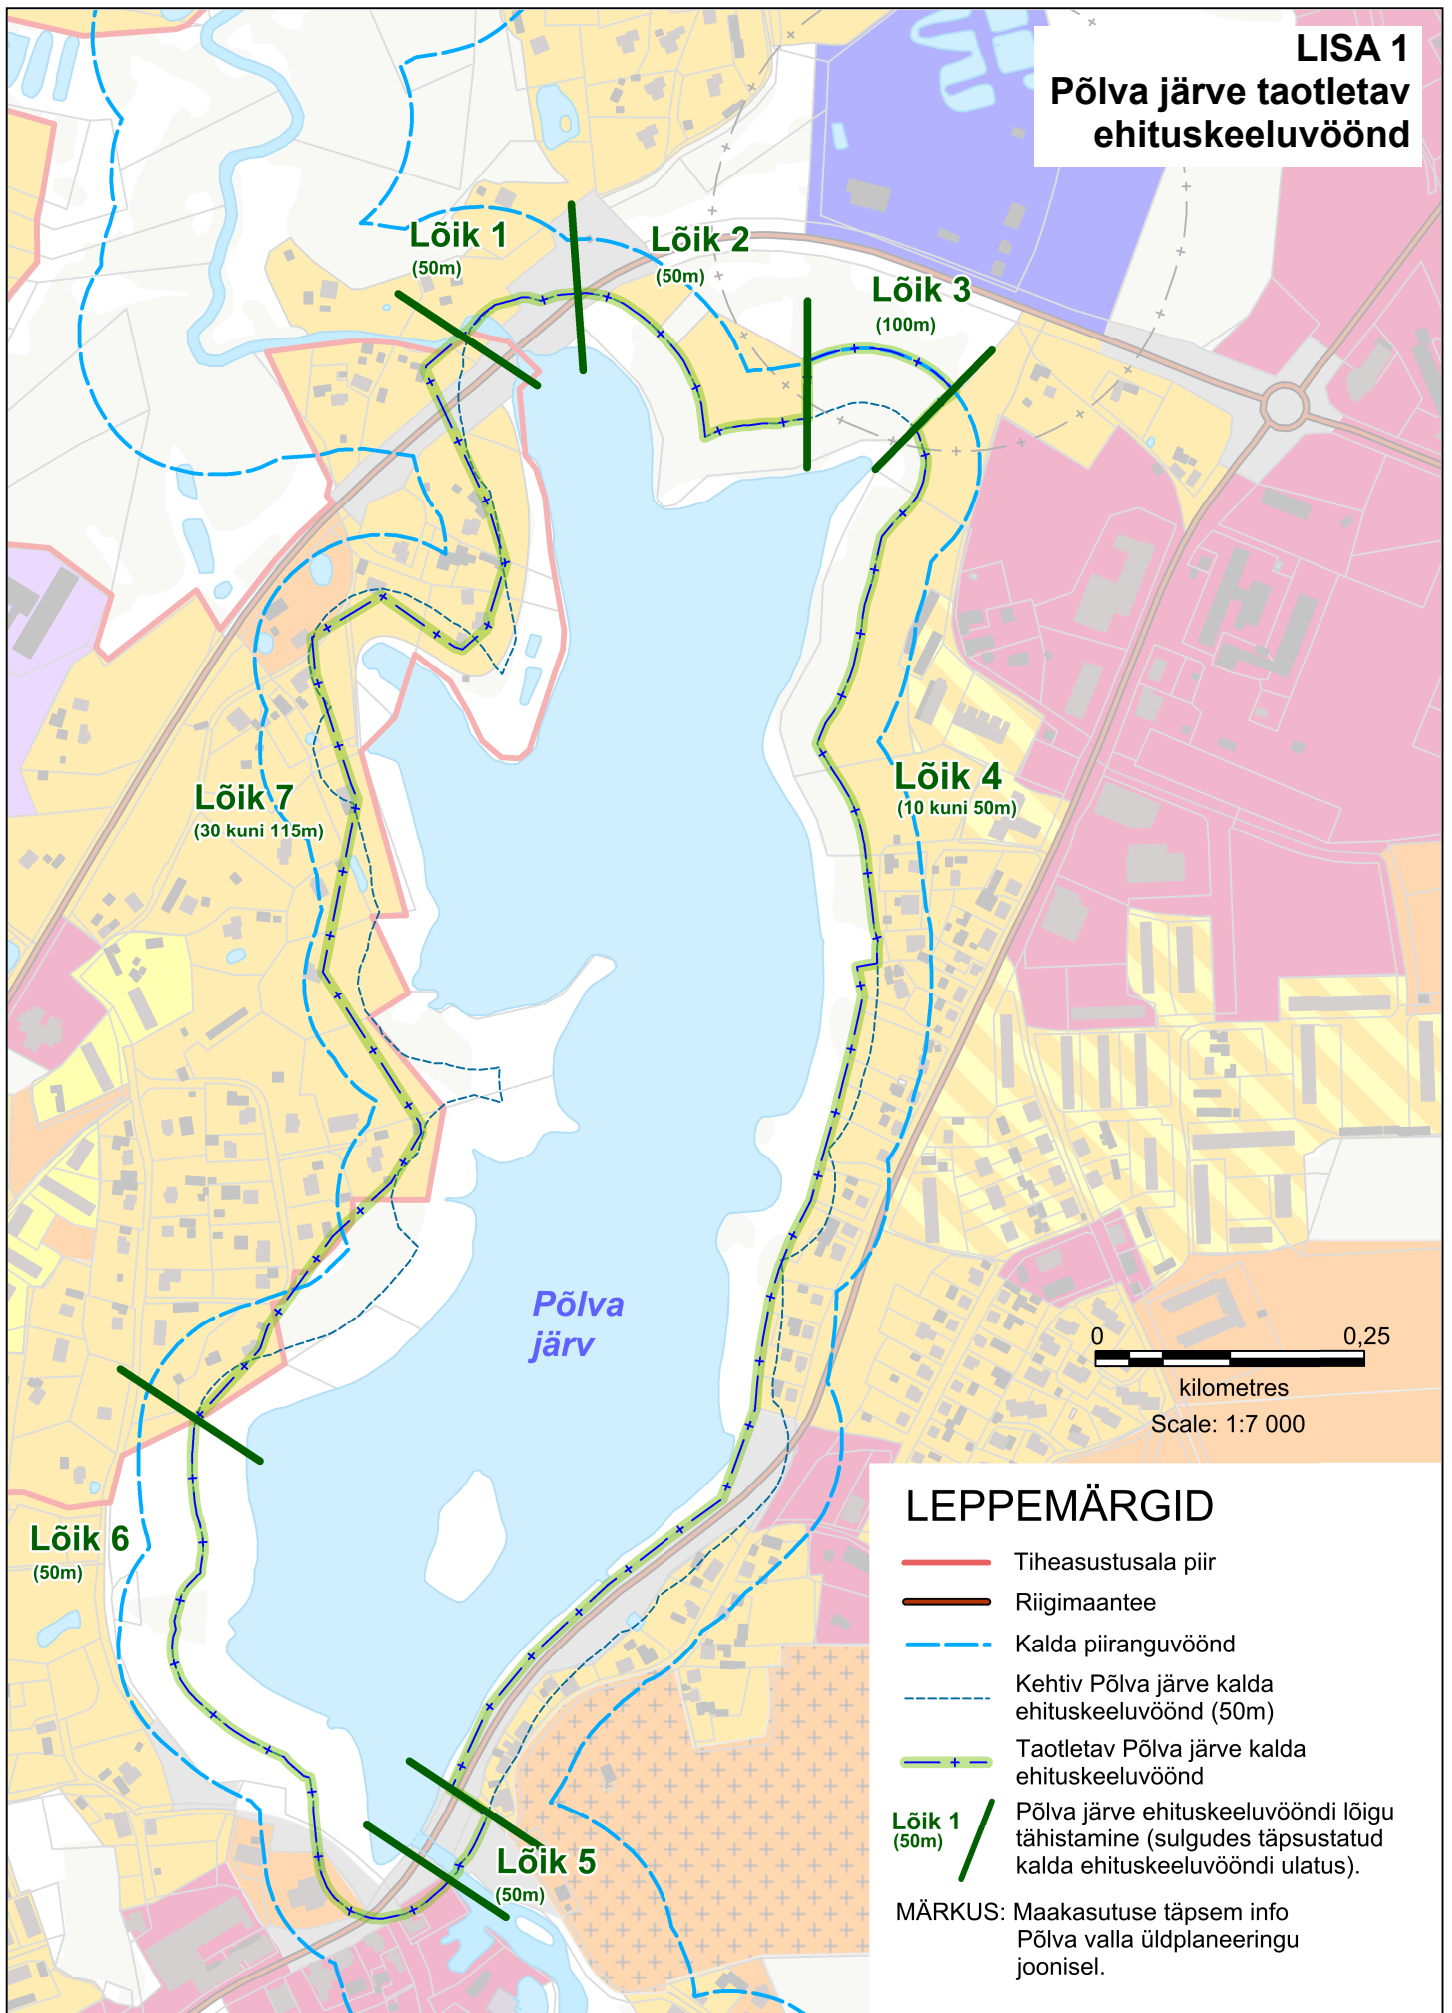 LISA 1
Põlva järve taotletav
ehituskeeluvöönd
Lõik 1
(50m)
Lõik 2
(50m)
Lõik 3
(100m)
Lõik 4
(10 kuni 50m)
Lõik 7
(30 kuni 115m)
Põlva
järv
0 0,25
kilometres
Scale: 1:7 000
Lõik 6
(50m)
Lõik 5
(50m)
LEPPEMÄRGID
Tiheasustusala piir
Riigimaantee
Kalda piiranguvöönd
Kehtiv Põlva järve kalda
ehituskeeluvöönd (50m)
Taotletav Põlva järve kalda
ehituskeeluvöönd
Lõik 1
(50m)
Põlva järve ehituskeeluvööndi lõigu
tähistamine (sulgudes täpsustatud
kalda ehituskeeluvööndi ulatus).
MÄRKUS: Maakasutuse täpsem info
Põlva valla üldplaneeringu
joonisel.